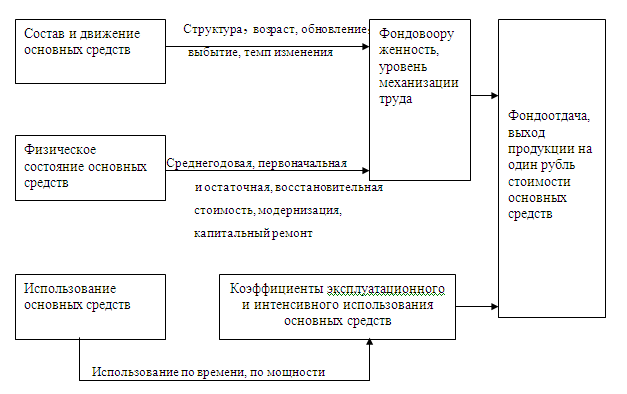 Состав и движение
основных средств
Структура, возраст, обновление,
выбытие, темп изменения
Фондовоору
женность,
уровень
механизации
труда
Физическое
состояние основных
средств
Среднегодовая, первоначальная
и остаточная, восстановительная
стоимость, модернизация,
капитальный ремонт
Фондоотдача,
выход
продукции на
один рубль
стоимости
основных
средств
Использование
основных средств
Коэффициенты эксплуатационного
и интенсивного использования
основных средств
Использование по времени, по мощности